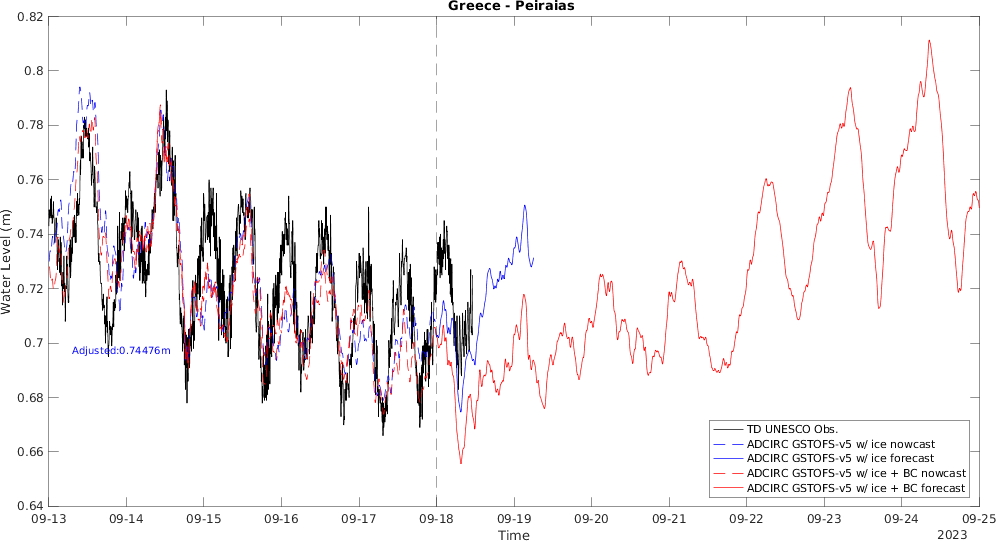 Greece - Peiraias
Water Level (m)
0.82
0.8
0.78
0.76
0.74
0.72
0.7
0.68
0.66
0.64
Adjusted:0.74476m
TD UNESCO Obs.
ADCIRC GSTOFS-v5 w/ ice nowcast
ADCIRC GSTOFS-v5 w/ ice forecast
ADCIRC GSTOFS-v5 w/ ice + BC nowcast
ADCIRC GSTOFS-v5 w/ ice + BC forecast
09-13 09-14 09-15 09-16 09-17 09-18 09-19 09-20 09-21 09-22 09-23 09-24 09-25
Time
2023